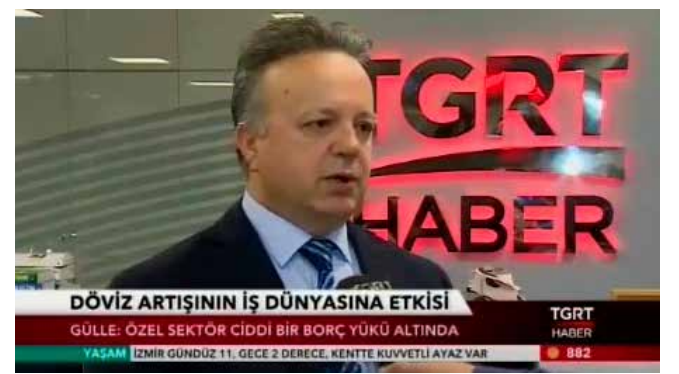 TGRT
HABER
DÖVİZ ARTIŞININ İŞ DÜNYASINA ETKİSİ
GÜLLE: ÖZEL SEKTÖR CİDDİ BİR BORÇ YÜKÜ ALTINDA
TGRT
HABER
YAŞAM İZMİR GÜNDÜZ 11, GECE 2 DERECE, KENTTE KUVVETLİ AYAZ VAR
882